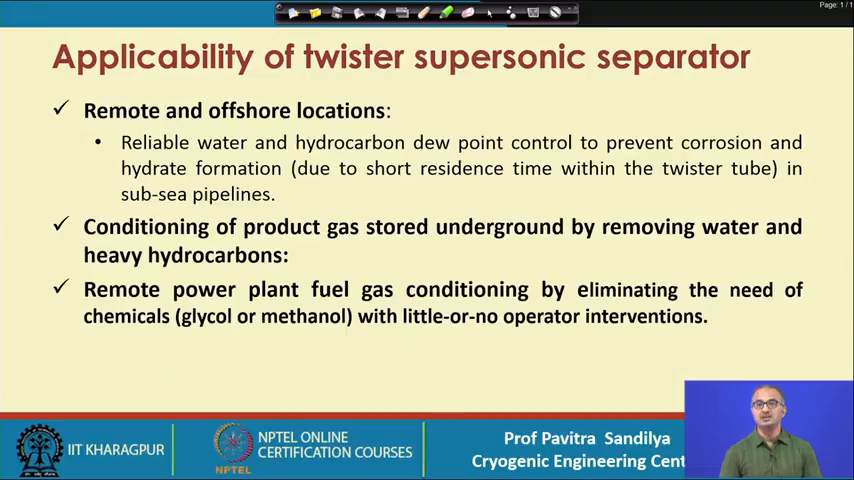 Page: 1 / 1
Applicability of twister supersonic separator
✓ Remote and offshore locations:
• Reliable water and hydrocarbon dew point control to prevent corrosion and
hydrate formation (due to short residence time within the twister tube) in
sub-sea pipelines.
✓ Conditioning of product gas stored underground by removing water and
heavy hydrocarbons:
✓ Remote power plant fuel gas conditioning by eliminating the need of
chemicals (glycol or methanol) with little-or-no operator interventions.
IIT KHARAGPUR
NPTEL
NPTEL ONLINE
CERTIFICATION COURSES
Prof Pavitra Sandilya
Cryogenic Engineering Cent